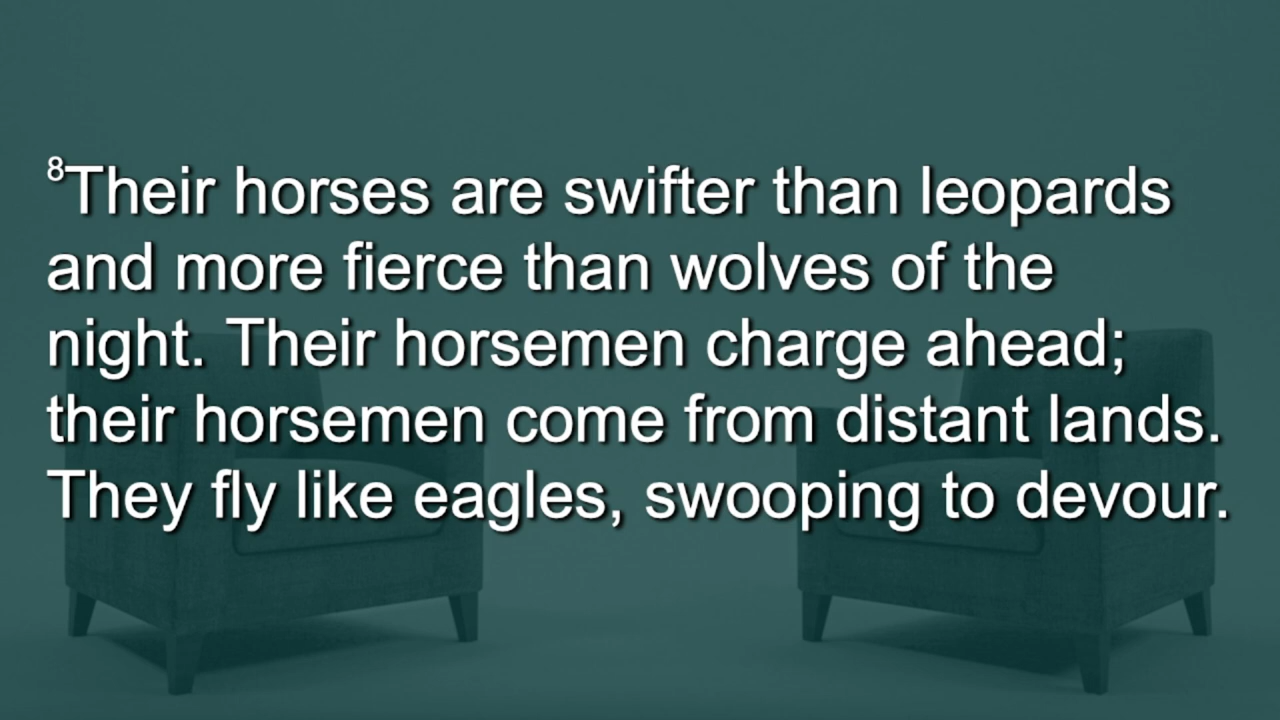 ⁸Their horses are swifter than leopards
and more fierce than wolves of the
night. Their horsemen charge ahead;
their horsemen come from distant lands.
They fly like eagles, swooping to devour.